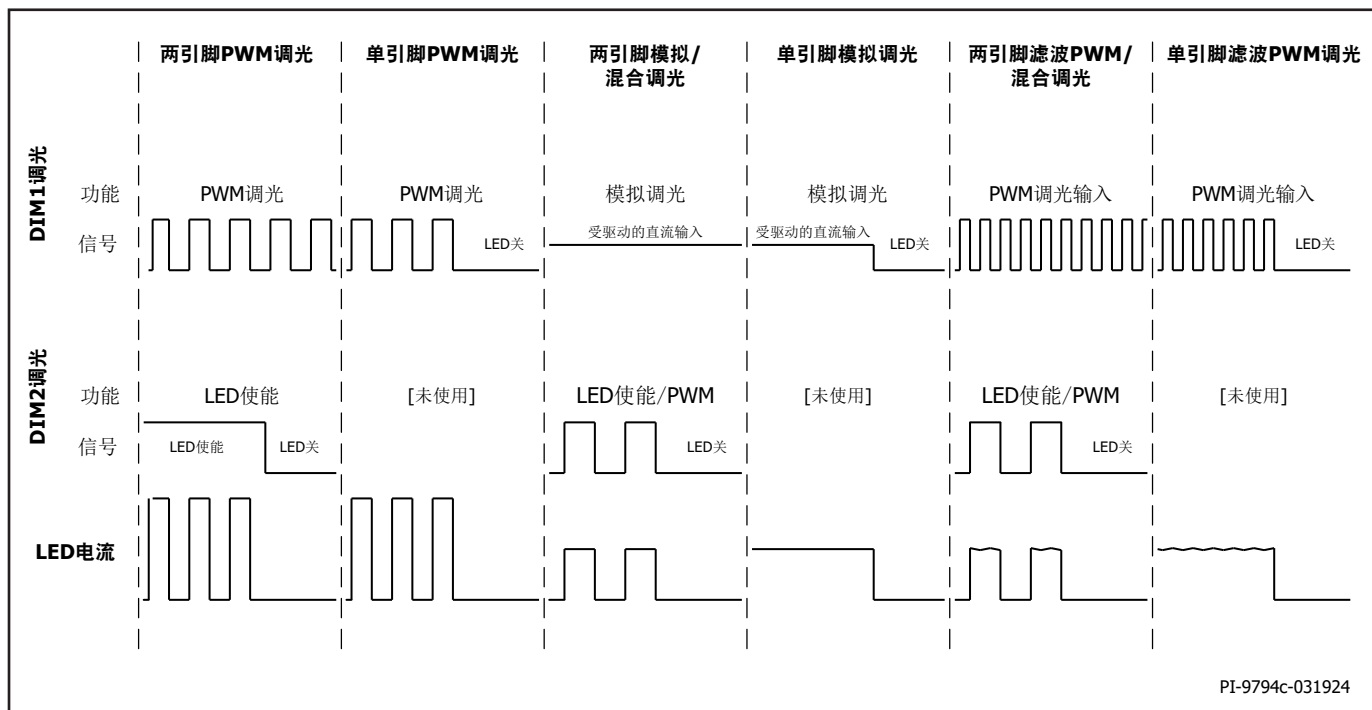 两引脚PWM调光
单引脚PWM调光
两引脚模拟/
混合调光
单引脚模拟调光
两引脚滤波PWM/
混合调光
单引脚滤波PWM调光
DIM1调光
功能
PWM调光
PWM调光
模拟调光
模拟调光
PWM调光输入
PWM调光输入
信号
LED关
受驱动的直流输入
受驱动的直流输入
LED关
LED关
DIM2调光
功能
LED使能
[未使用]
LED使能/PWM
[未使用]
LED使能/PWM
[未使用]
信号
LED使能
LED关
LED关
LED关
LED电流
PI-9794c-031924